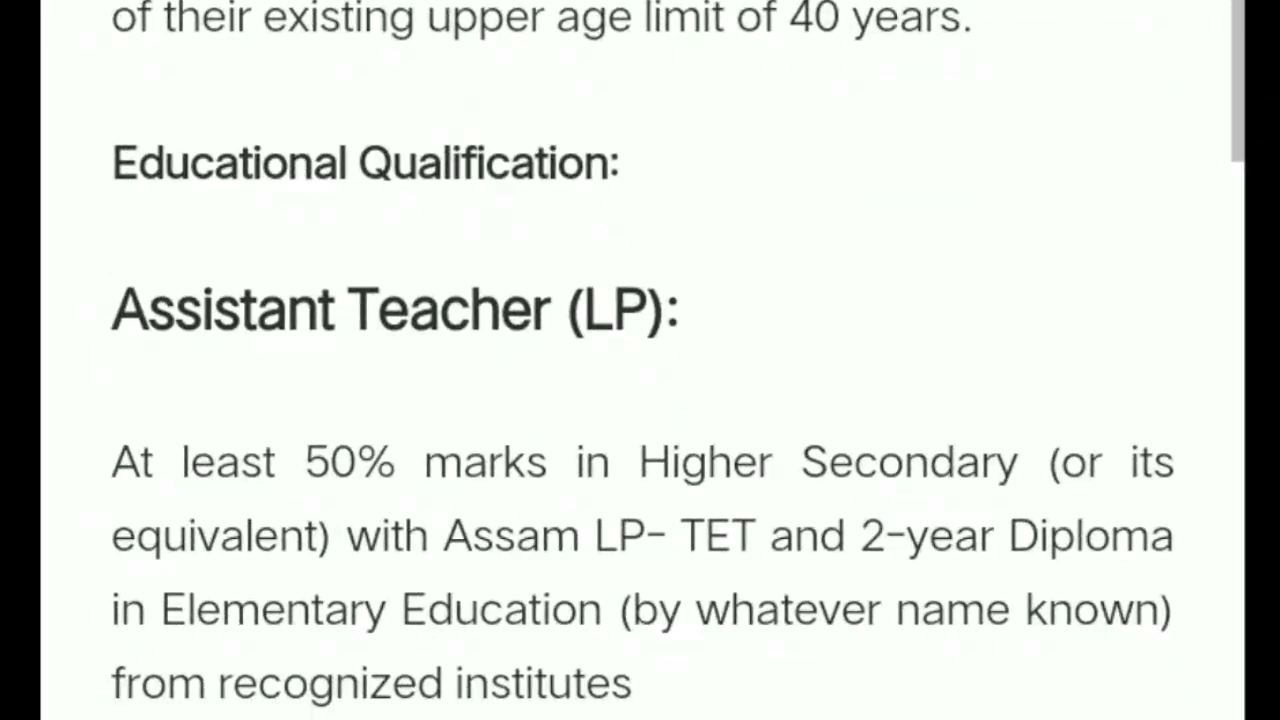 of their existing upper age limit of 40 years.
Educational Qualification:
Assistant Teacher (LP):
At least 50% marks in Higher Secondary (or its
equivalent) with Assam LP- TET and 2-year Diploma
in Elementary Education (by whatever name known)
from recognized institutes